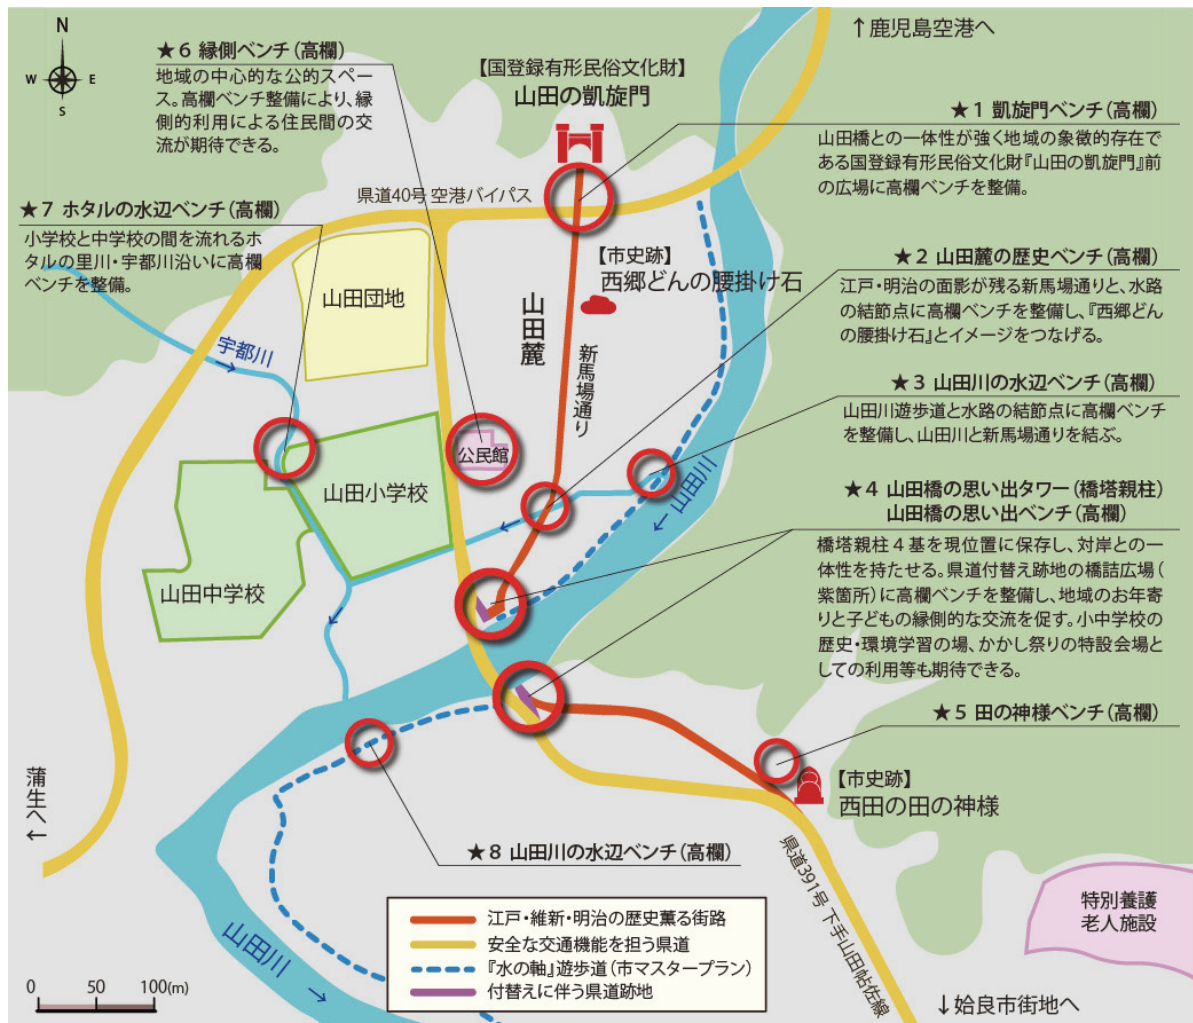 N
W
E
S
↑鹿児島空港へ
★6 縁側ベンチ(高欄)
地域の中心的な公的スペー
ス。高欄ベンチ整備により、縁
側的利用による住民間の交
流が期待できる。
【国登録有形民俗文化財】
山田の凱旋門
★1 凱旋門ベンチ(高欄)
山田橋との一体性が強く地域の象徴的存在で
ある国登録有形民俗文化財『山田の凱旋門』前
の広場に高欄ベンチを整備。
県道40号 空港バイパス
★7 ホタルの水辺ベンチ(高欄)
小学校と中学校の間を流れるホ
タルの里川・宇都川沿いに高欄
ベンチを整備。
【市史跡】
西郷どんの腰掛け石
★2 山田麓の歴史ベンチ(高欄)
江戸・明治の面影が残る新馬場通りと、水路
の結節点に高欄ベンチを整備し、『西郷どん
の腰掛け石』とイメージをつなげる。
山田団地
山田麓
新馬場通り
宇都川
→
★3 山田川の水辺ベンチ(高欄)
山田川遊歩道と水路の結節点に高欄ベンチ
を整備し、山田川と新馬場通りを結ぶ。
公民館
山田小学校
←山田川
←
★4 山田橋の思い出タワー(橋塔親柱)
山田橋の思い出ベンチ(高欄)
橋塔親柱4基を現位置に保存し、対岸との一
体性を持たせる。県道付替え跡地の橋詰広場(
紫箇所)に高欄ベンチを整備し、地域のお年寄
りと子どもの縁側的な交流を促す。小中学校の
歴史・環境学習の場、かかし祭りの特設会場と
しての利用等も期待できる。
山田中学校
←
★5 田の神様ベンチ(高欄)
【市史跡】
西田の田の神様
蒲生へ←
★8 山田川の水辺ベンチ(高欄)
県道391号 下手山田帖佐線
特別養護
老人施設
江戸・維新・明治の歴史薫る街路
安全な交通機能を担う県道
『水の軸』遊歩道(市マスタープラン)
付替えに伴う県道跡地
山田川
→
0 50 100(m)
↓姶良市街地へ